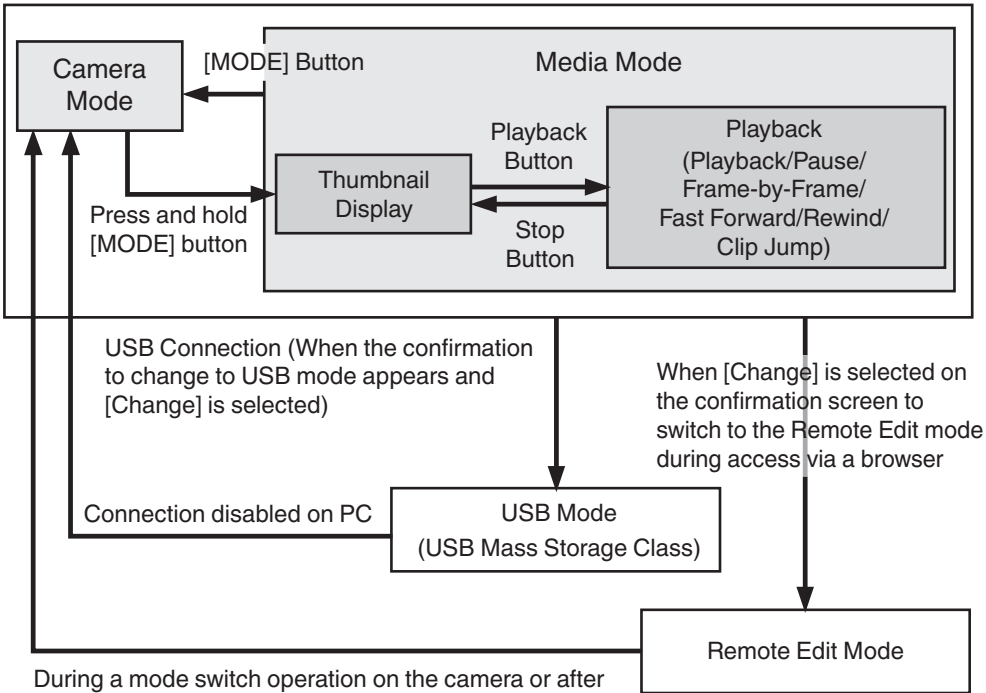 Camera
Mode
[MODE] Button
Media Mode
Press and hold
[MODE] button
Thumbnail
Display
Playback
Button
Stop
Button
Playback
(Playback/Pause/
Frame-by-Frame/
Fast Forward/Rewind/
Clip Jump)
USB Connection (When the confirmation
to change to USB mode appears and
[Change] is selected)
When [Change] is selected on
the confirmation screen to
switch to the Remote Edit mode
during access via a browser
Connection disabled on PC
USB Mode
(USB Mass Storage Class)
Remote Edit Mode
During a mode switch operation on the camera or after